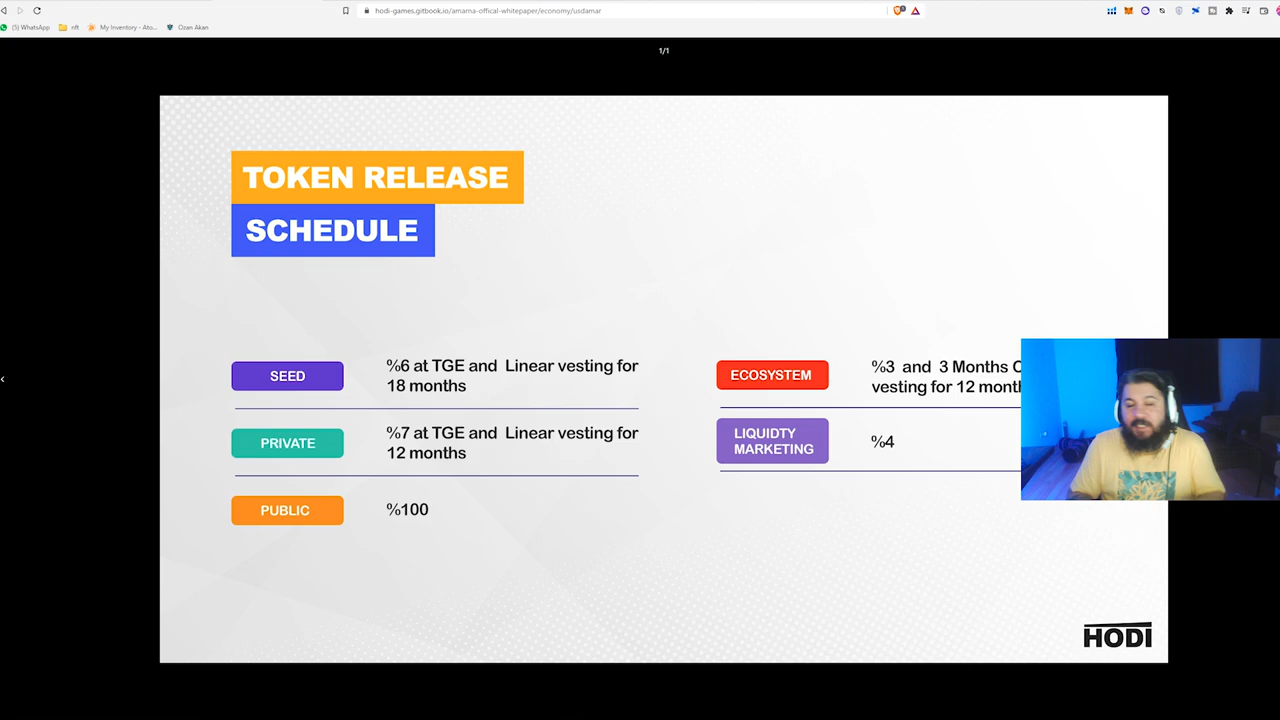 hodi-games.gitbook.io/amarna-offical-whitepaper/economy/usdamar
WhatsApp
nft
My Inventory - Ato...
Ozan Akan
1/1
TOKEN RELEASE
SCHEDULE
SEED
%6 at TGE and Linear vesting for
18 months
PRIVATE
%7 at TGE and Linear vesting for
12 months
PUBLIC
%100
ECOSYSTEM
%3 and 3 Months
vesting for 12
LIQUIDTY
MARKETING
%4
HODI